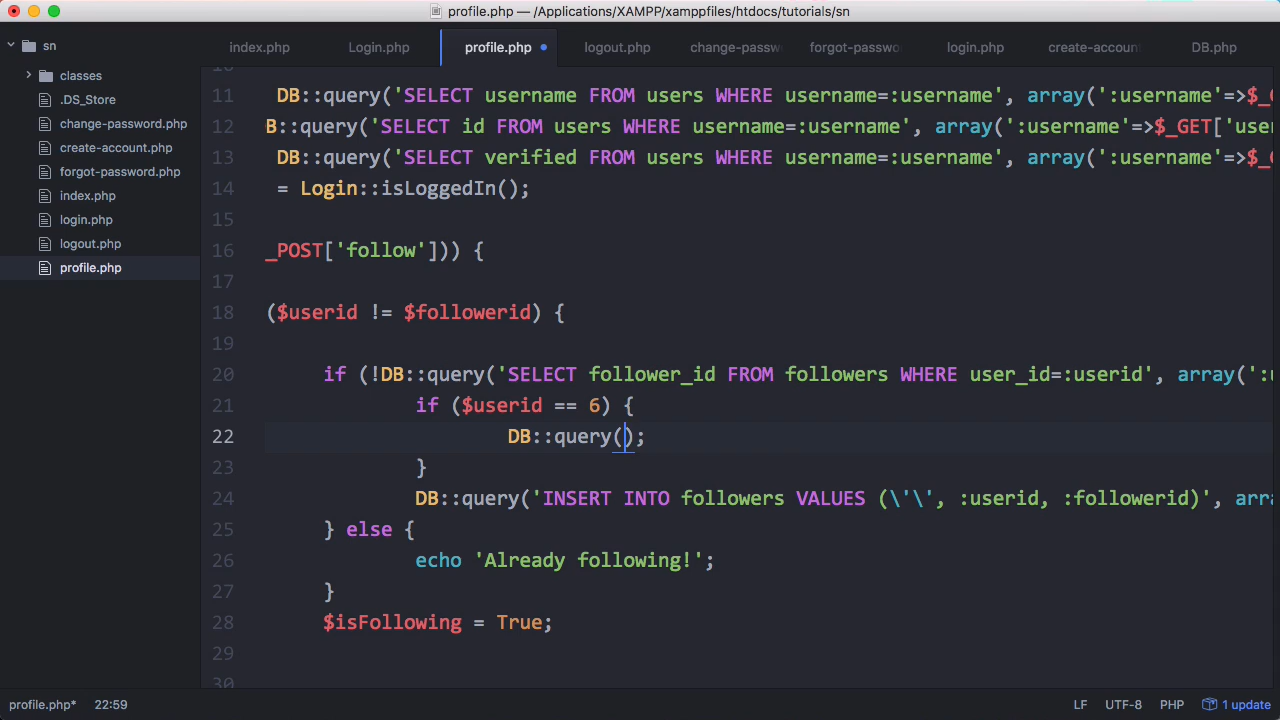 profile.php — /Applications/XAMPP/xamppfiles/htdocs/tutorials/sn
sn
classes
.DS_Store
change-password.php
create-account.php
forgot-password.php
index.php
login.php
logout.php
profile.php
index.php Login.php profile.php logout.php change-passw forgot-passwo login.php create-accoun DB.php
10
11 DB::query('SELECT username FROM users WHERE username=:username', array(':username'=>$_G
12 B::query('SELECT id FROM users WHERE username=:username', array(':username'=>$_GET['user
13 DB::query('SELECT verified FROM users WHERE username=:username', array(':username'=>$_G
14 = Login::isLoggedIn();
15
16 _POST['follow'])) {
17
18 ($userid != $followerid) {
19
20 if (!DB::query('SELECT follower_id FROM followers WHERE user_id=:userid', array(':u
21 if ($userid == 6) {
22 DB::query();
23 }
24 DB::query('INSERT INTO followers VALUES (\'\', :userid, :followerid)', arra
25 } else {
26 echo 'Already following!';
27 }
28 $isFollowing = True;
29
30
profile.php* 22:59 LF UTF-8 PHP 1 update